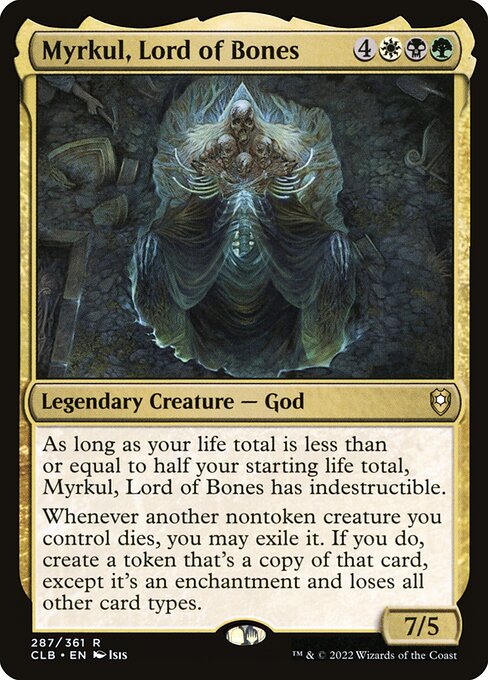 Myrkul, Lord of Bones 4
Legendary Creature — God
As long as your life total is less than
or equal to half your starting life total,
Myrkul, Lord of Bones has indestructible.
Whenever another nontoken creature you
control dies, you may exile it. If you do,
create a token that's a copy of that card,
except it's an enchantment and loses all
other card types.
7/5
287/361 R
CLB • EN Isis
™ & © 2022 Wizards of the Coast